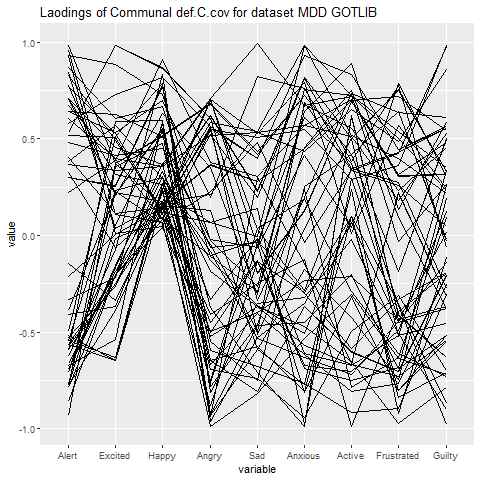 Laodings of Communal def.C.cov for dataset MDD GOTLIB
1.0
0.5
0.0
-0.5
-1.0
value
Alert Excited Happy Angry Sad Anxious Active Frustrated Guilty
variable